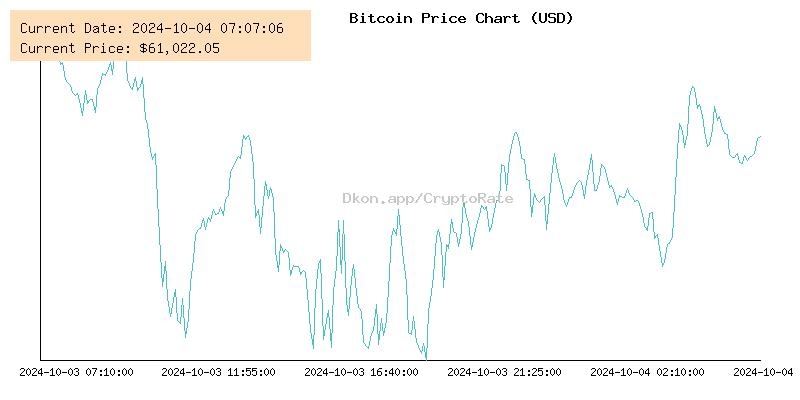 Bitcoin Price Chart (USD)
Current Date: 2024-10-04 07:07:06
Current Price: $61,022.05
Dkon.app/CryptoRate
2024-10-03 07:10:00 2024-10-03 11:55:00 2024-10-03 16:40:00 2024-10-03 21:25:00 2024-10-04 02:10:00 2024-10-04